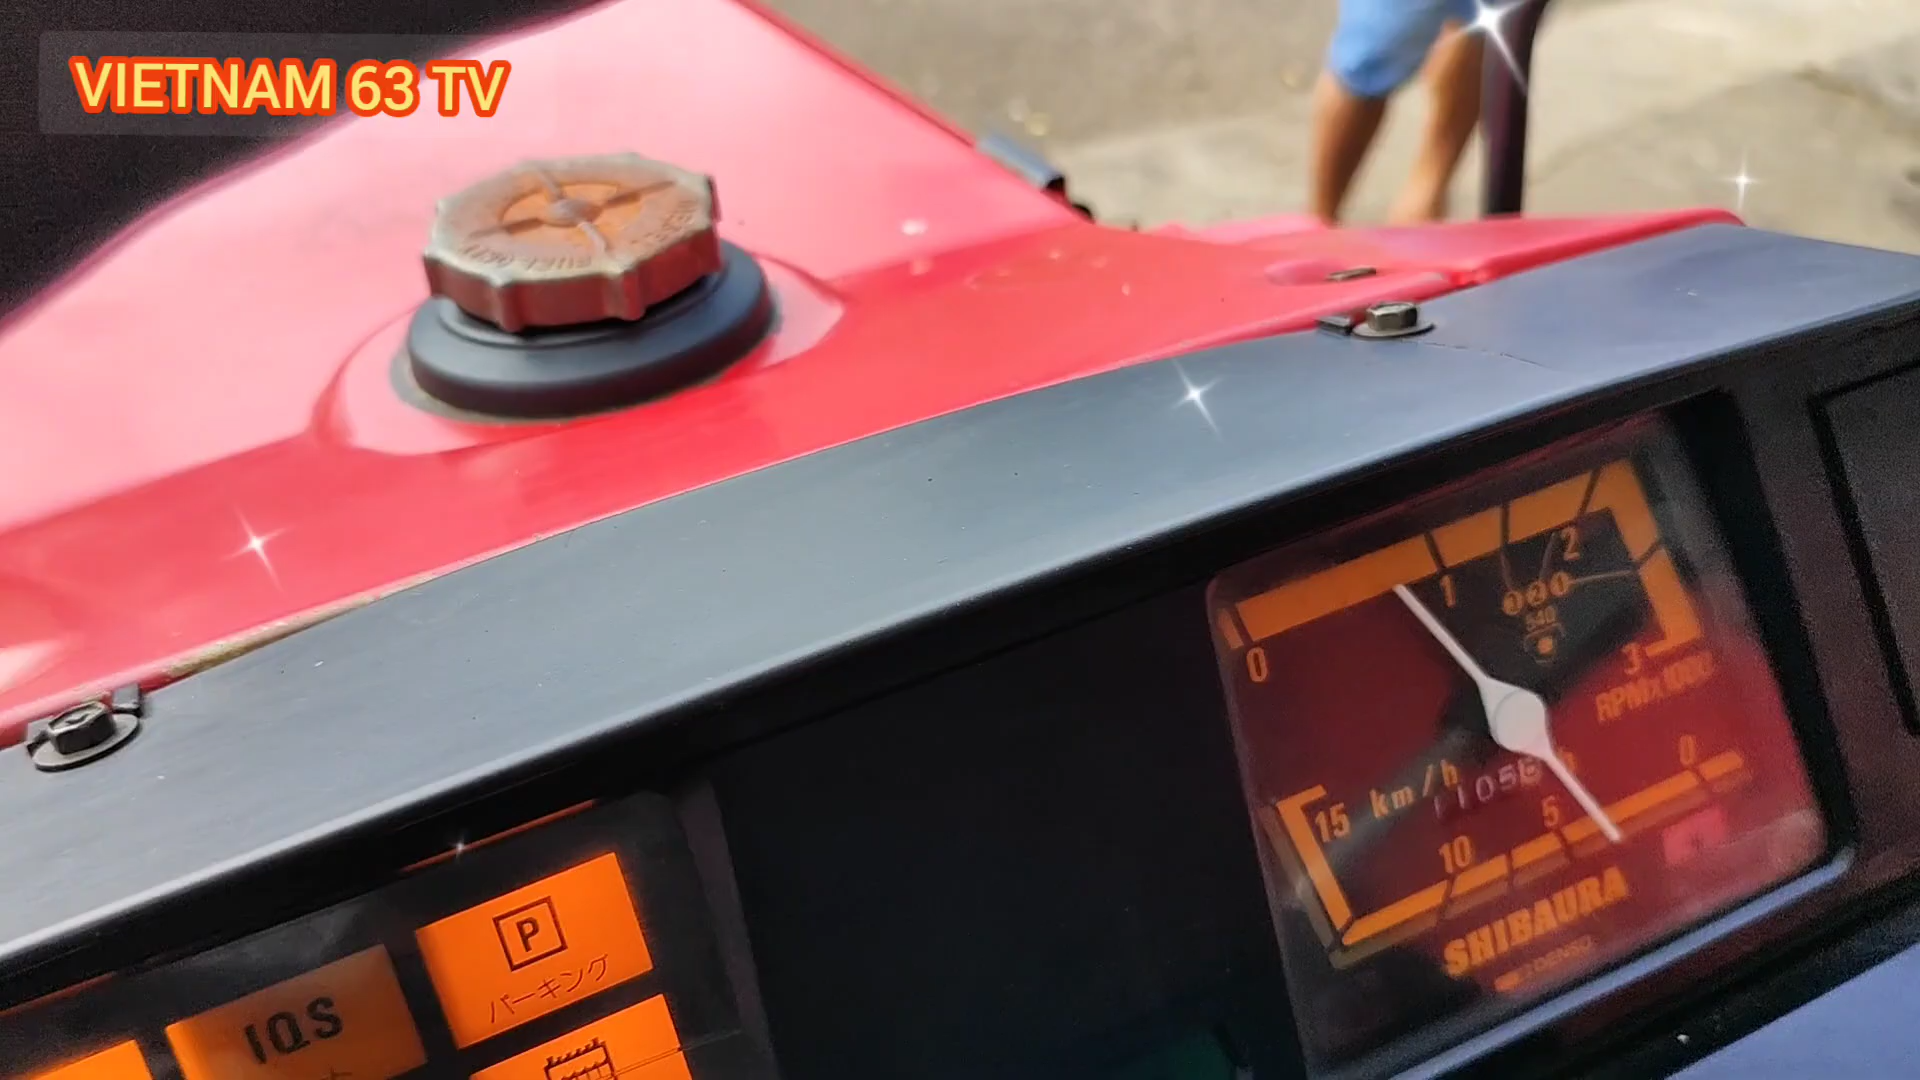 VIETNAM 63 TV
0
1
2
540
3
RPMx1000
15 km/h
10
5
0
SHIBAURA
DENSO
P
パーキング
IQS